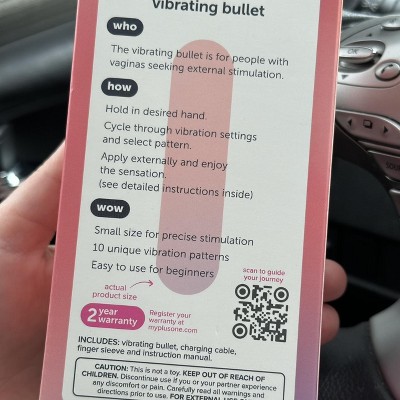 vibrating bullet
who
The vibrating bullet is for people with
vaginas seeking external stimulation.
how
Hold in desired hand.
Cycle through vibration settings
and select pattern.
Apply externally and enjoy
the sensation.
(see detailed instructions inside)
wow
Small size for precise stimulation
10 unique vibration patterns
Easy to use for beginners
actual
product size
scan to guide
your journey
2 year
warranty
Register your
warranty at
myplusone.com
INCLUDES: vibrating bullet, charging cable,
finger sleeve and instruction manual.
CAUTION: This is not a toy. KEEP OUT OF REACH OF
CHILDREN. Discontinue use if you or your partner experience
any discomfort or pain. Carefully read all warnings and
directions prior to use. FOR EXTERNAL USE
OK